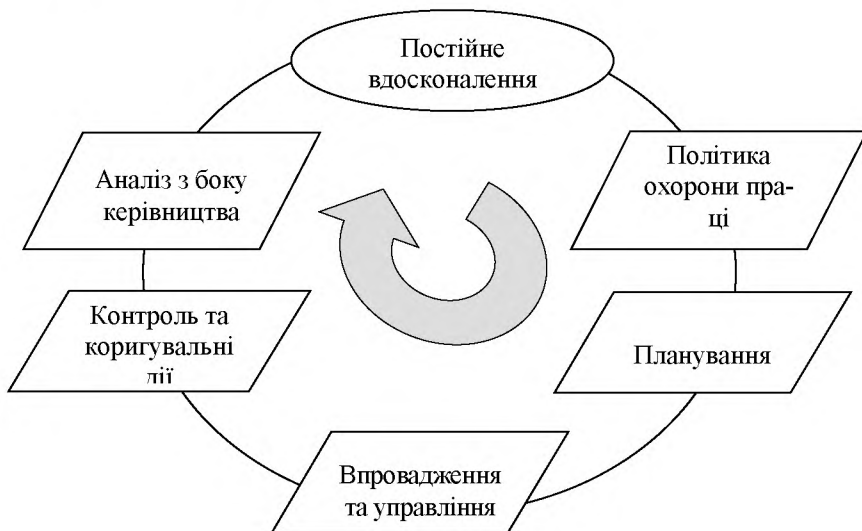 Постійне
вдосконалення
Політика
охорони пра-
ці
Планування
Впровадження
та управління
Контроль та
коригувальні
дії
Аналіз з боку
керівництва